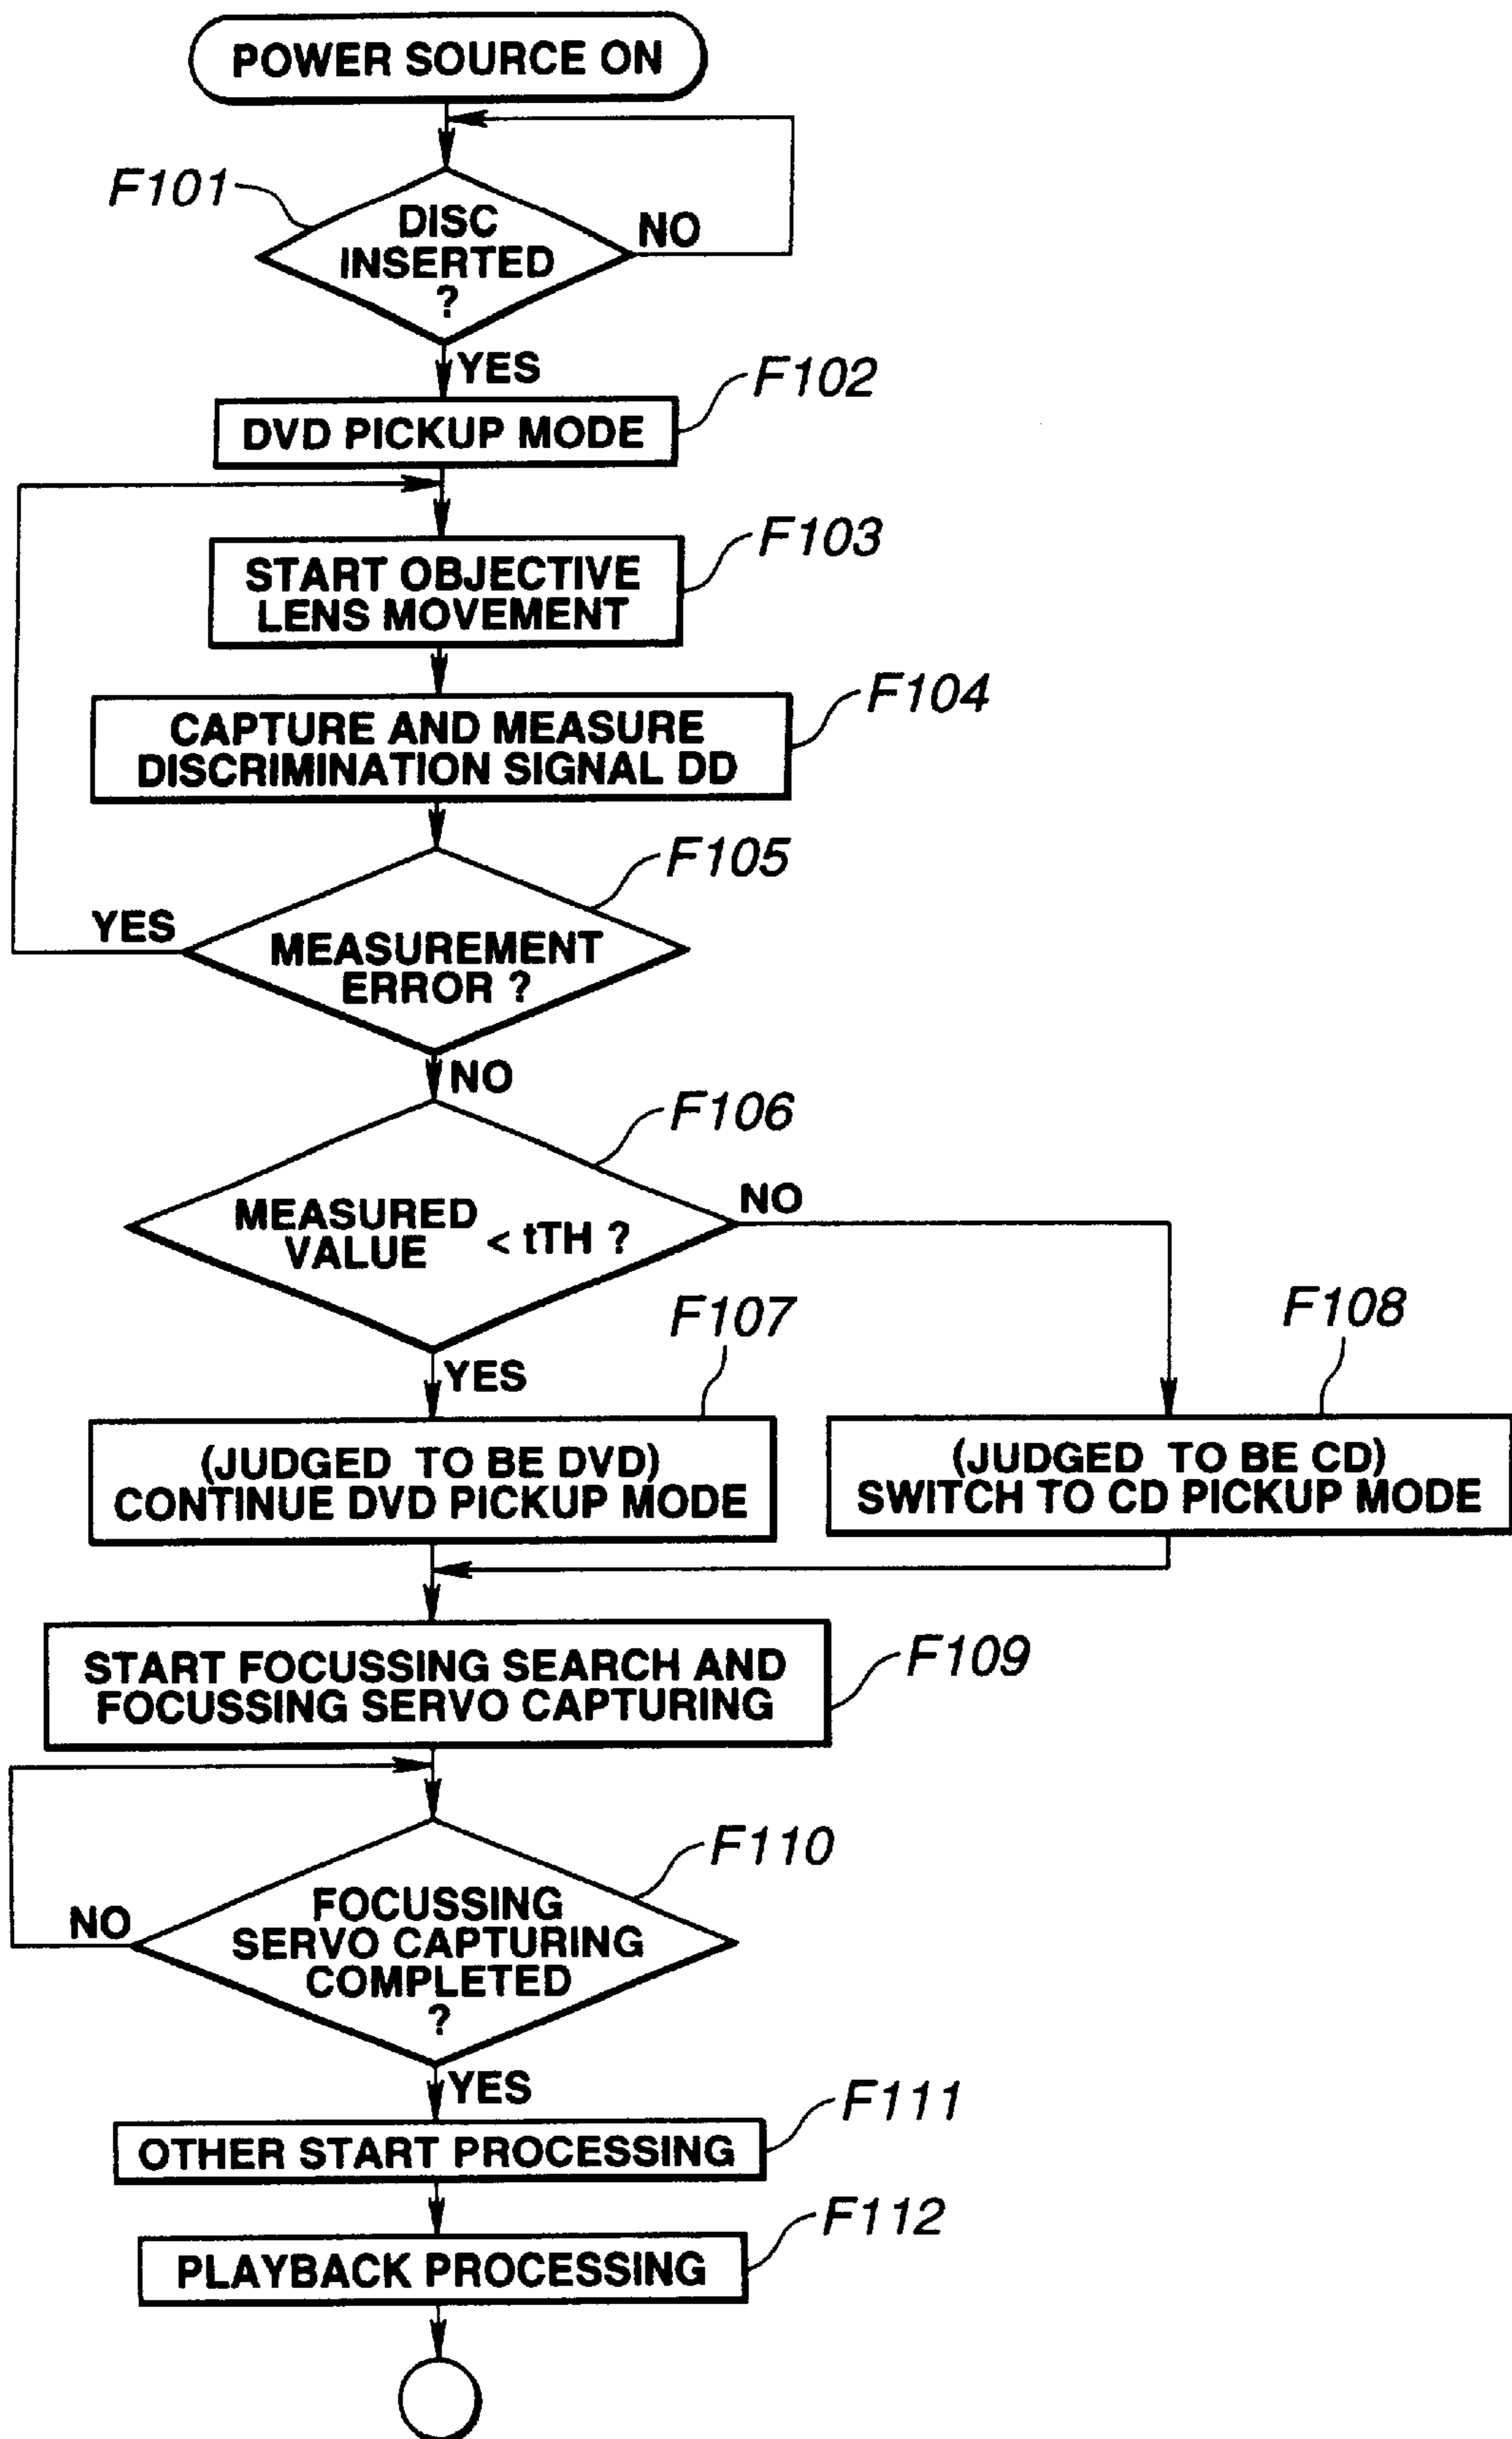 POWER SOURCE ON
F101
DISC
INSERTED
?
NO
YES
F102
DVD PICKUP MODE
F103
START OBJECTIVE
LENS MOVEMENT
F104
CAPTURE AND MEASURE
DISCRIMINATION SIGNAL DD
F105
YES
MEASUREMENT
ERROR ?
NO
F106
MEASURED
VALUE
< tTH ?
NO
F107
F108
YES
(JUDGED TO BE DVD)
CONTINUE DVD PICKUP MODE
(JUDGED TO BE CD)
SWITCH TO CD PICKUP MODE
F109
START FOCUSSING SEARCH AND
FOCUSSING SERVO CAPTURING
F110
NO
FOCUSSING
SERVO CAPTURING
COMPLETED
?
YES
F111
OTHER START PROCESSING
F112
PLAYBACK PROCESSING